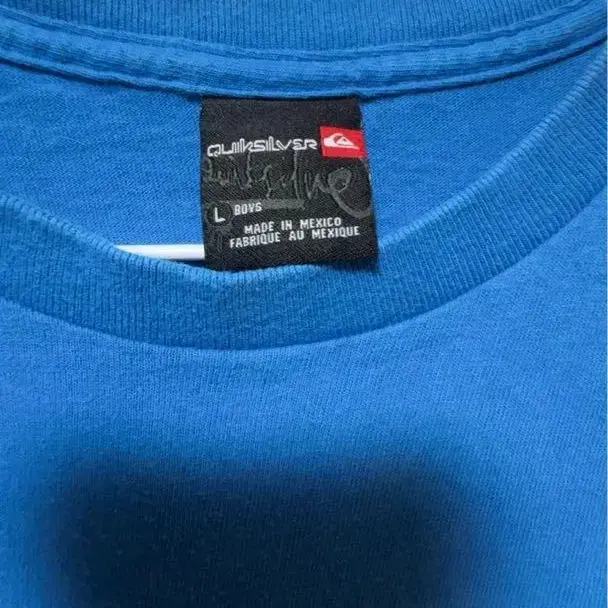 QUIKSILVER
L BOYS
MADE IN MEXICO
FABRIQUE AU MEXIQUE